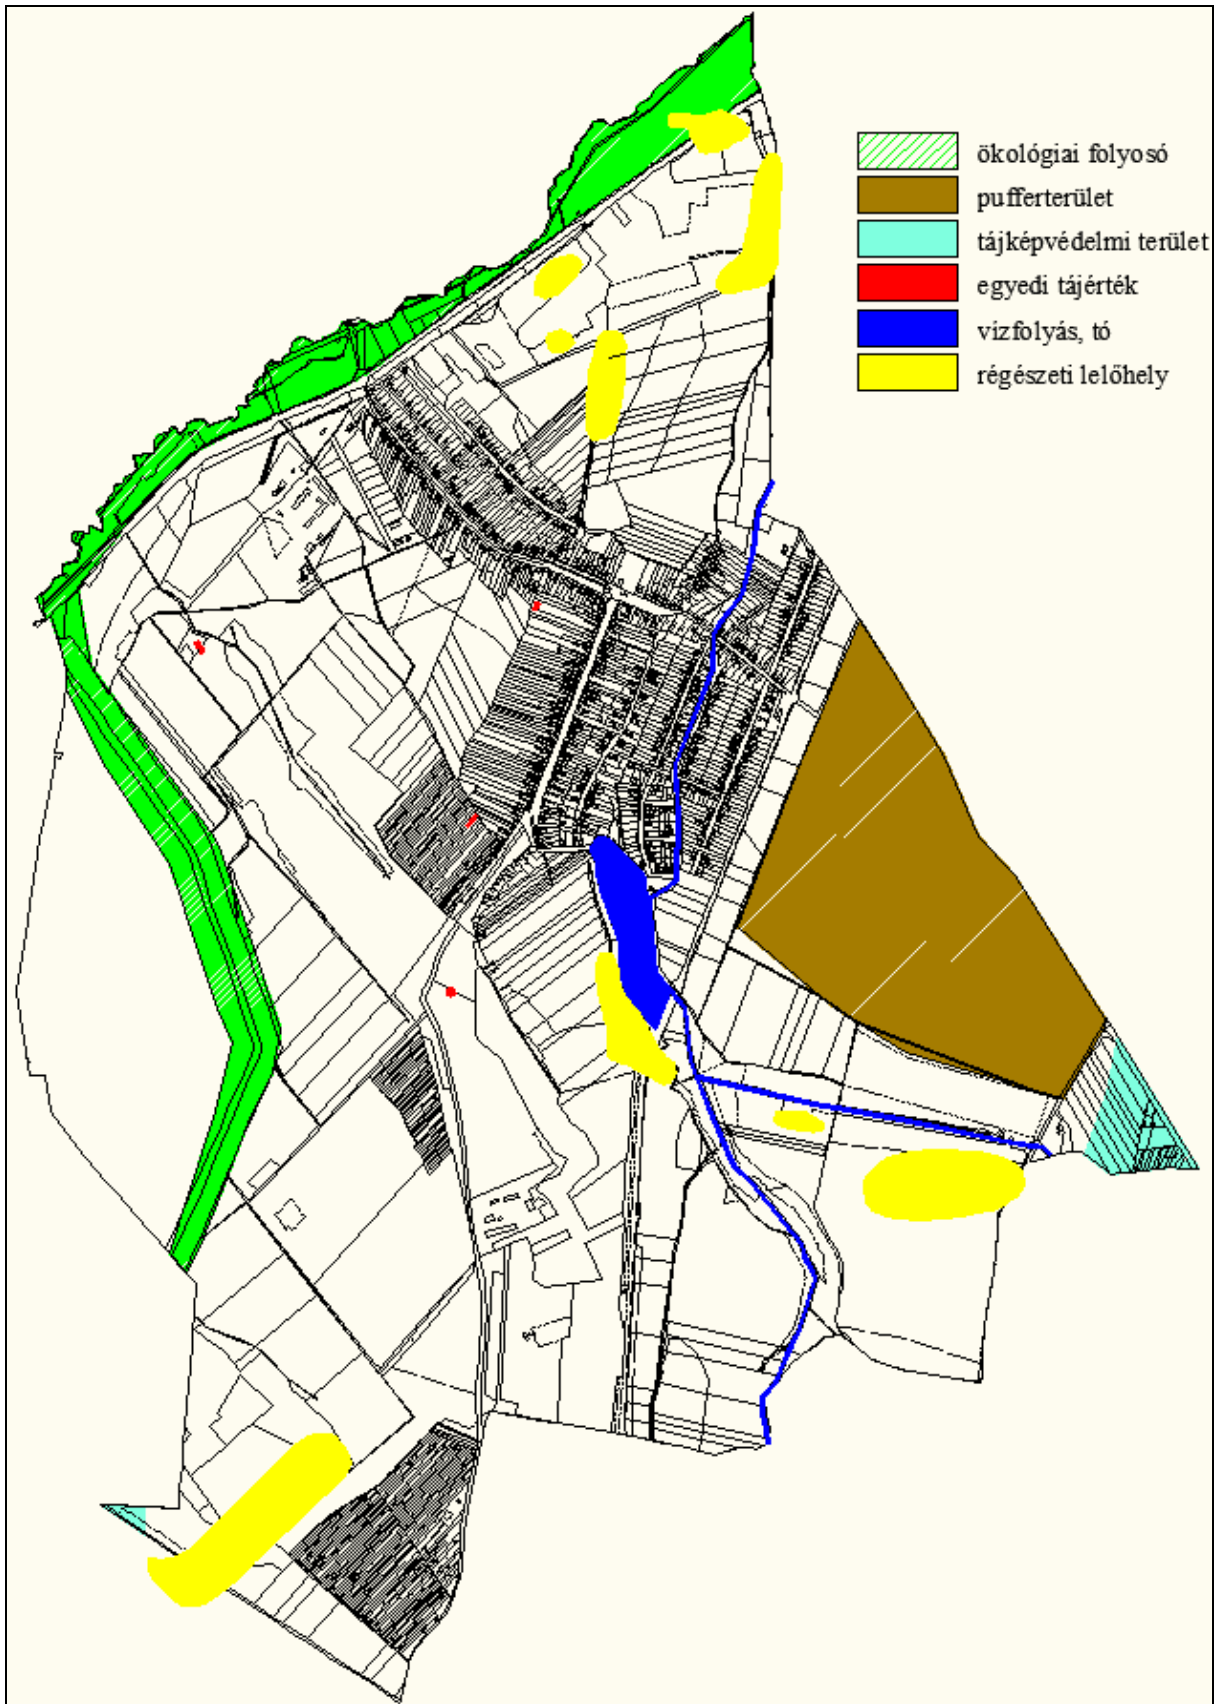 ökológiai folyosó
pufferterület
tájképvédelmi terület
egyedi tájérték
vízfolyás, tó
régészeti lelőhely